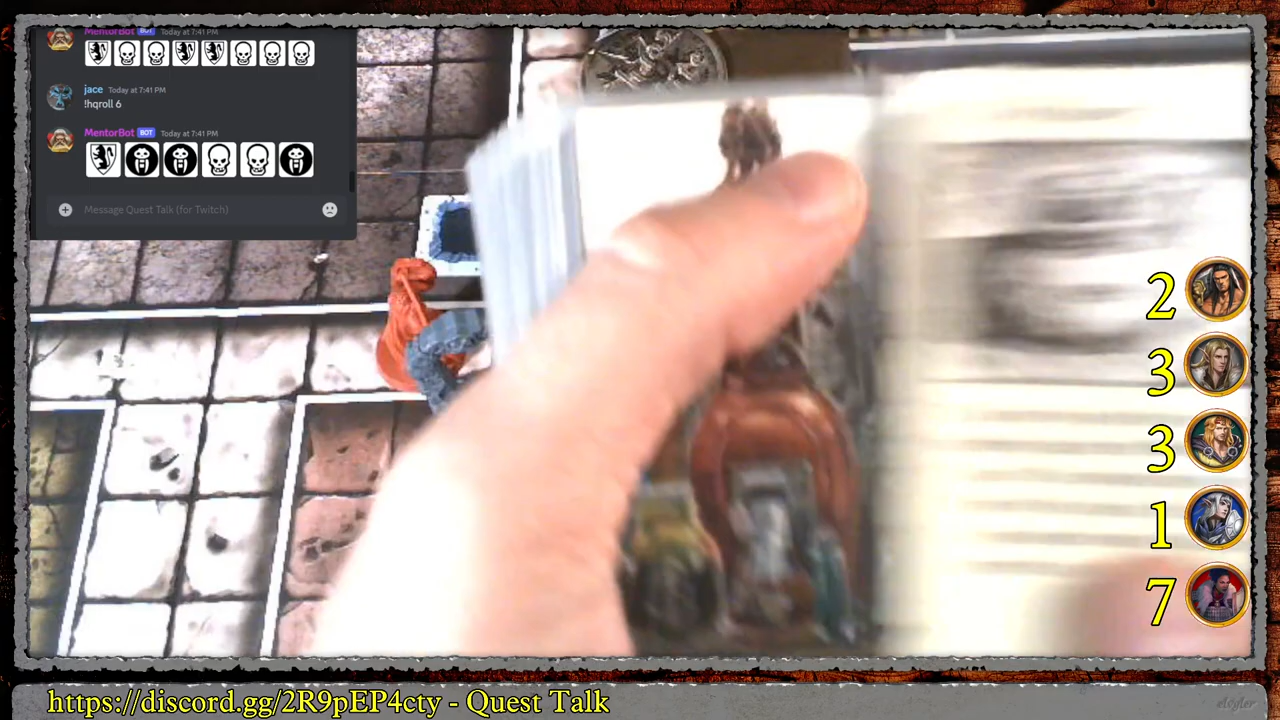 MentorBot BOT Today at 7:41 PM
jace Today at 7:41 PM
!hqroll 6
MentorBot BOT Today at 7:41 PM
Message Quest Talk (for Twitch)
2
3
3
1
7
https://discord.gg/2R9pEP4cty - Quest Talk